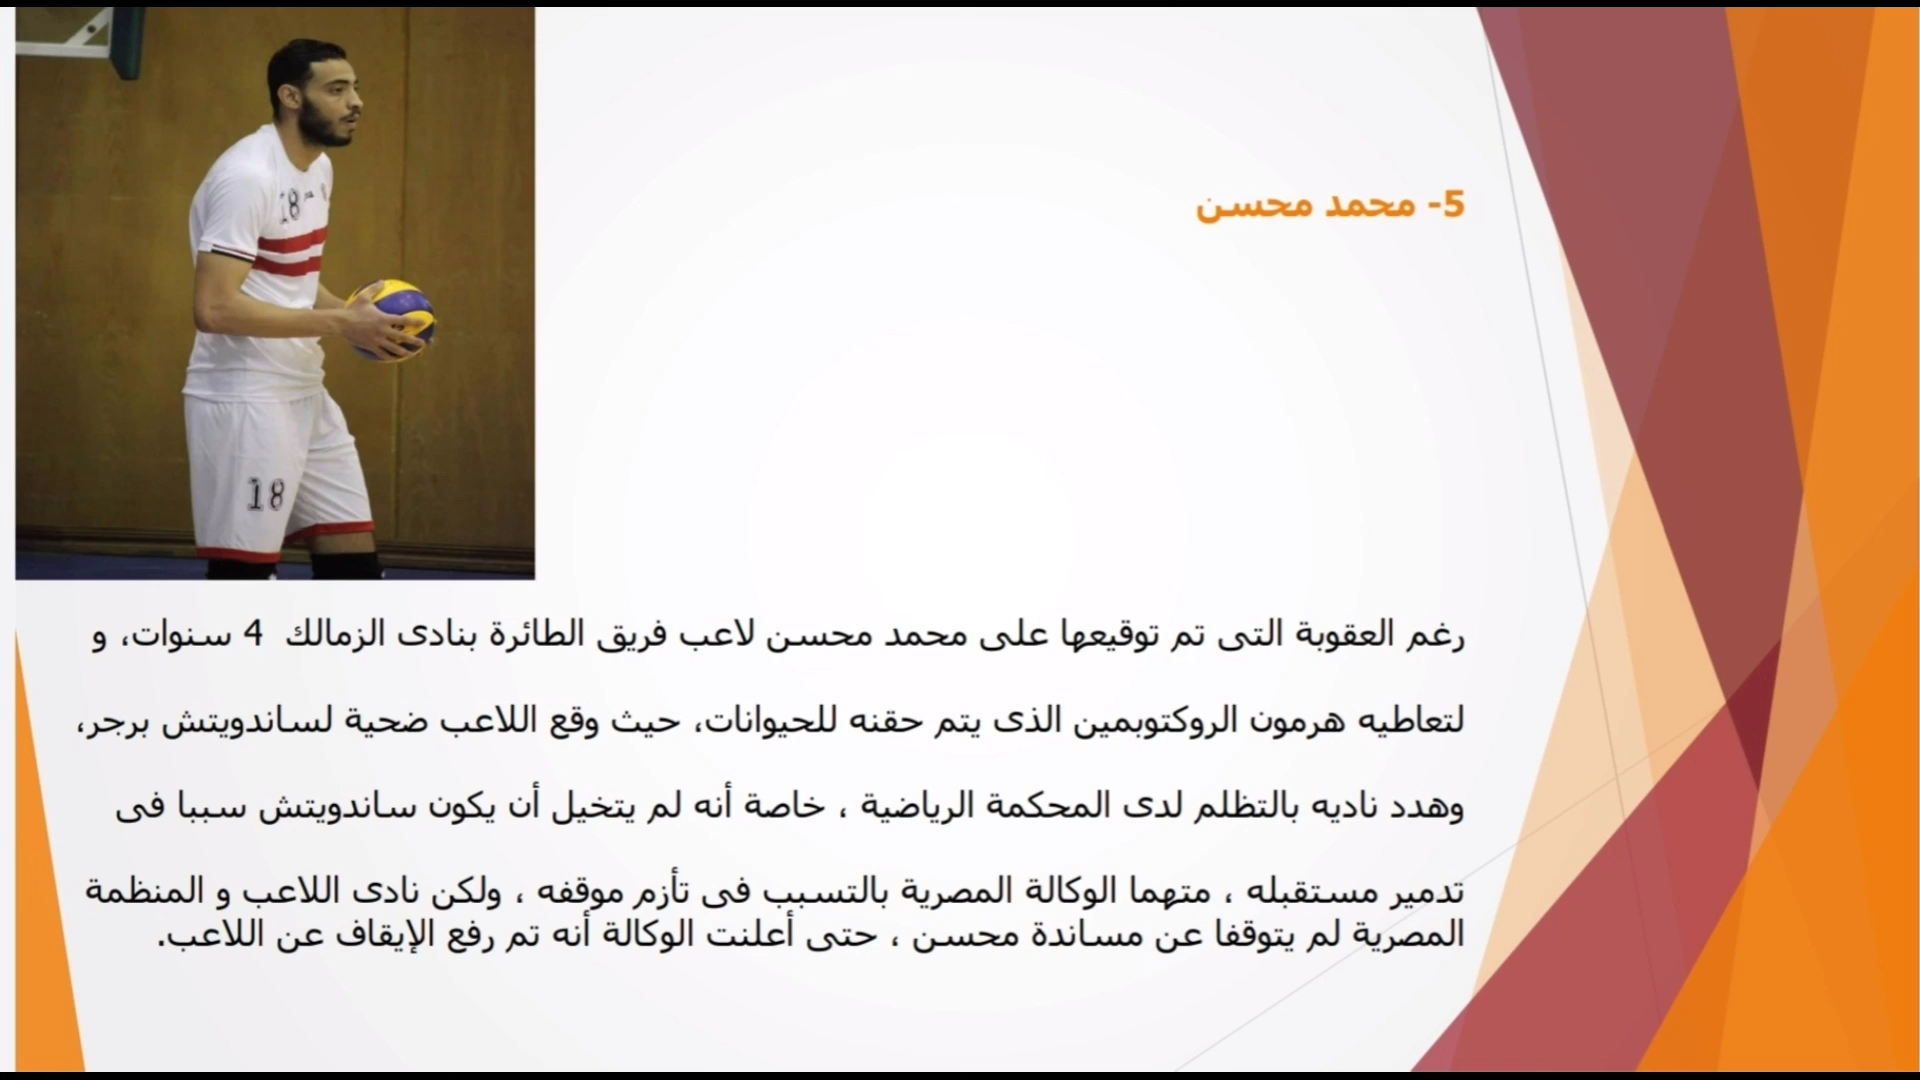 5- محمد محسن
18
18
رغم العقوبة التى تم توقيعها على محمد محسن لاعب فريق الطائرة بنادى الزمالك 4 سنوات، و
لتعاطيه هرمون الروكتوبمين الذى يتم حقنه للحيوانات، حيث وقع اللاعب ضحية لساندويتش برجر،
وهدد ناديه بالتظلم لدى المحكمة الرياضية ، خاصة أنه لم يتخيل أن يكون ساندويتش سببا فى
تدمير مستقبله ، متهما الوكالة المصرية بالتسبب فى تأزم موقفه ، ولكن نادى اللاعب و المنظمة
المصرية لم يتوقفا عن مساندة محسن ، حتى أعلنت الوكالة أنه تم رفع الإيقاف عن اللاعب.